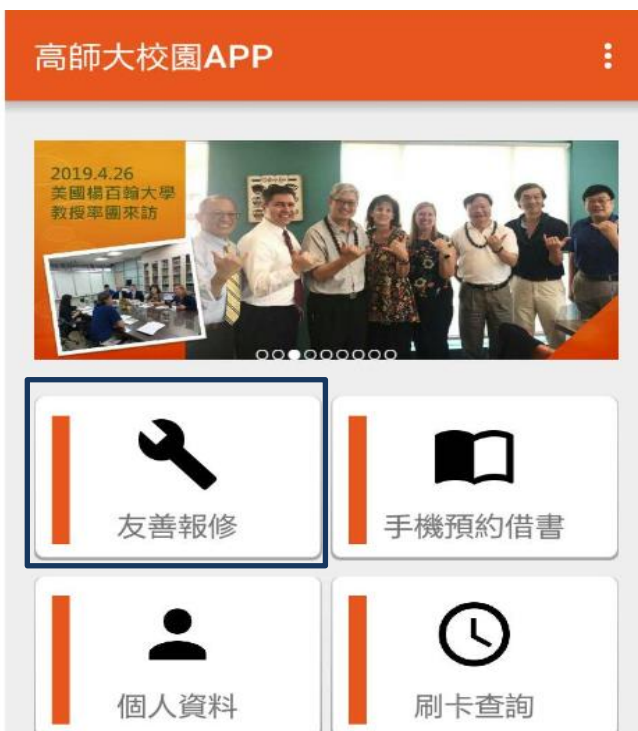 高師大校園APP
2019.4.26
美國楊百翰大學
教授率團來訪
友善報修
手機預約借書
個人資料
刷卡查詢